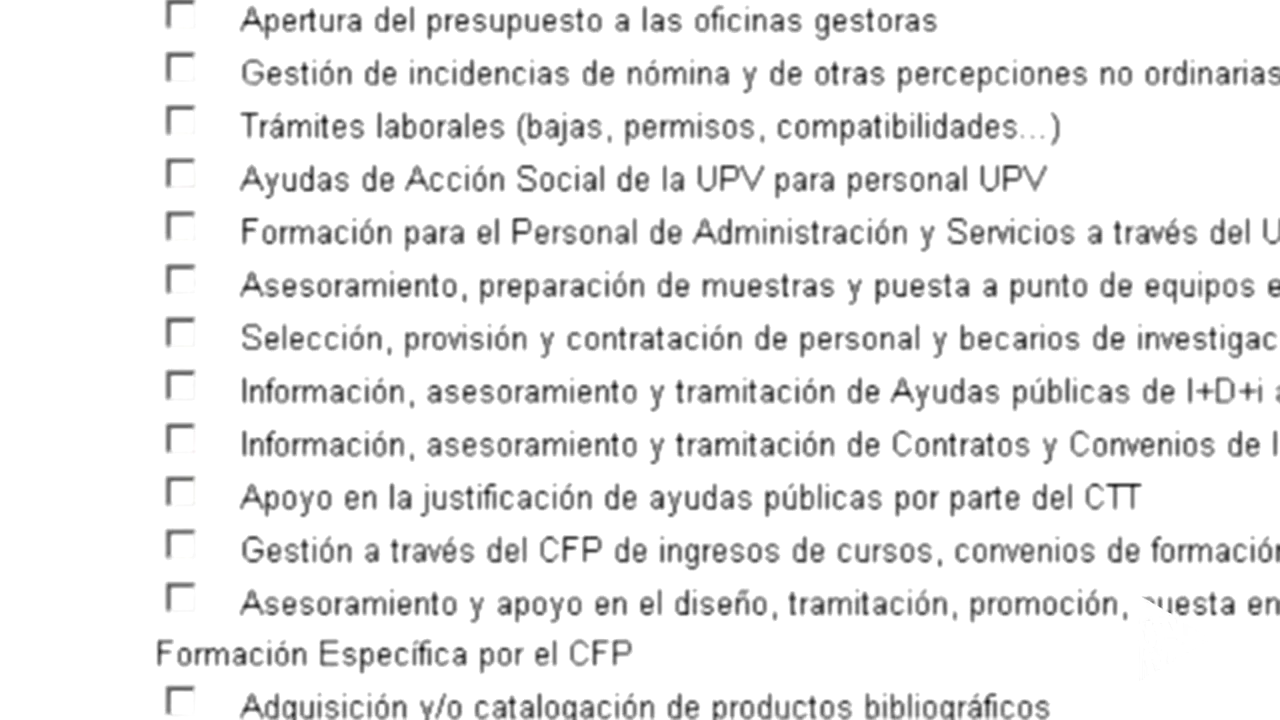 Apertura del presupuesto a las oficinas gestoras
Gestión de incidencias de nómina y de otras percepciones no ordinarias
Trámites laborales (bajas, permisos, compatibilidades...)
Ayudas de Acción Social de la UPV para personal UPV
Formación para el Personal de Administración y Servicios a través del
Asesoramiento, preparación de muestras y puesta a punto de equipos
Selección, provisión y contratación de personal y becarios de
Información, asesoramiento y tramitación de Ayudas públicas de I+D+i
Información, asesoramiento y tramitación de Contratos y Convenios de
Apoyo en la justificación de ayudas públicas por parte del CTT
Gestión a través del CFP de ingresos de cursos, convenios de formación
Asesoramiento y apoyo en el diseño, tramitación, promoción, puesta en
Formación Específica por el CFP
Adquisición y/o catalogación de productos bibliográficos